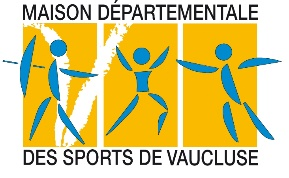 MAISON DÉPARTEMENTALE
DES SPORTS DE VAUCLUSE